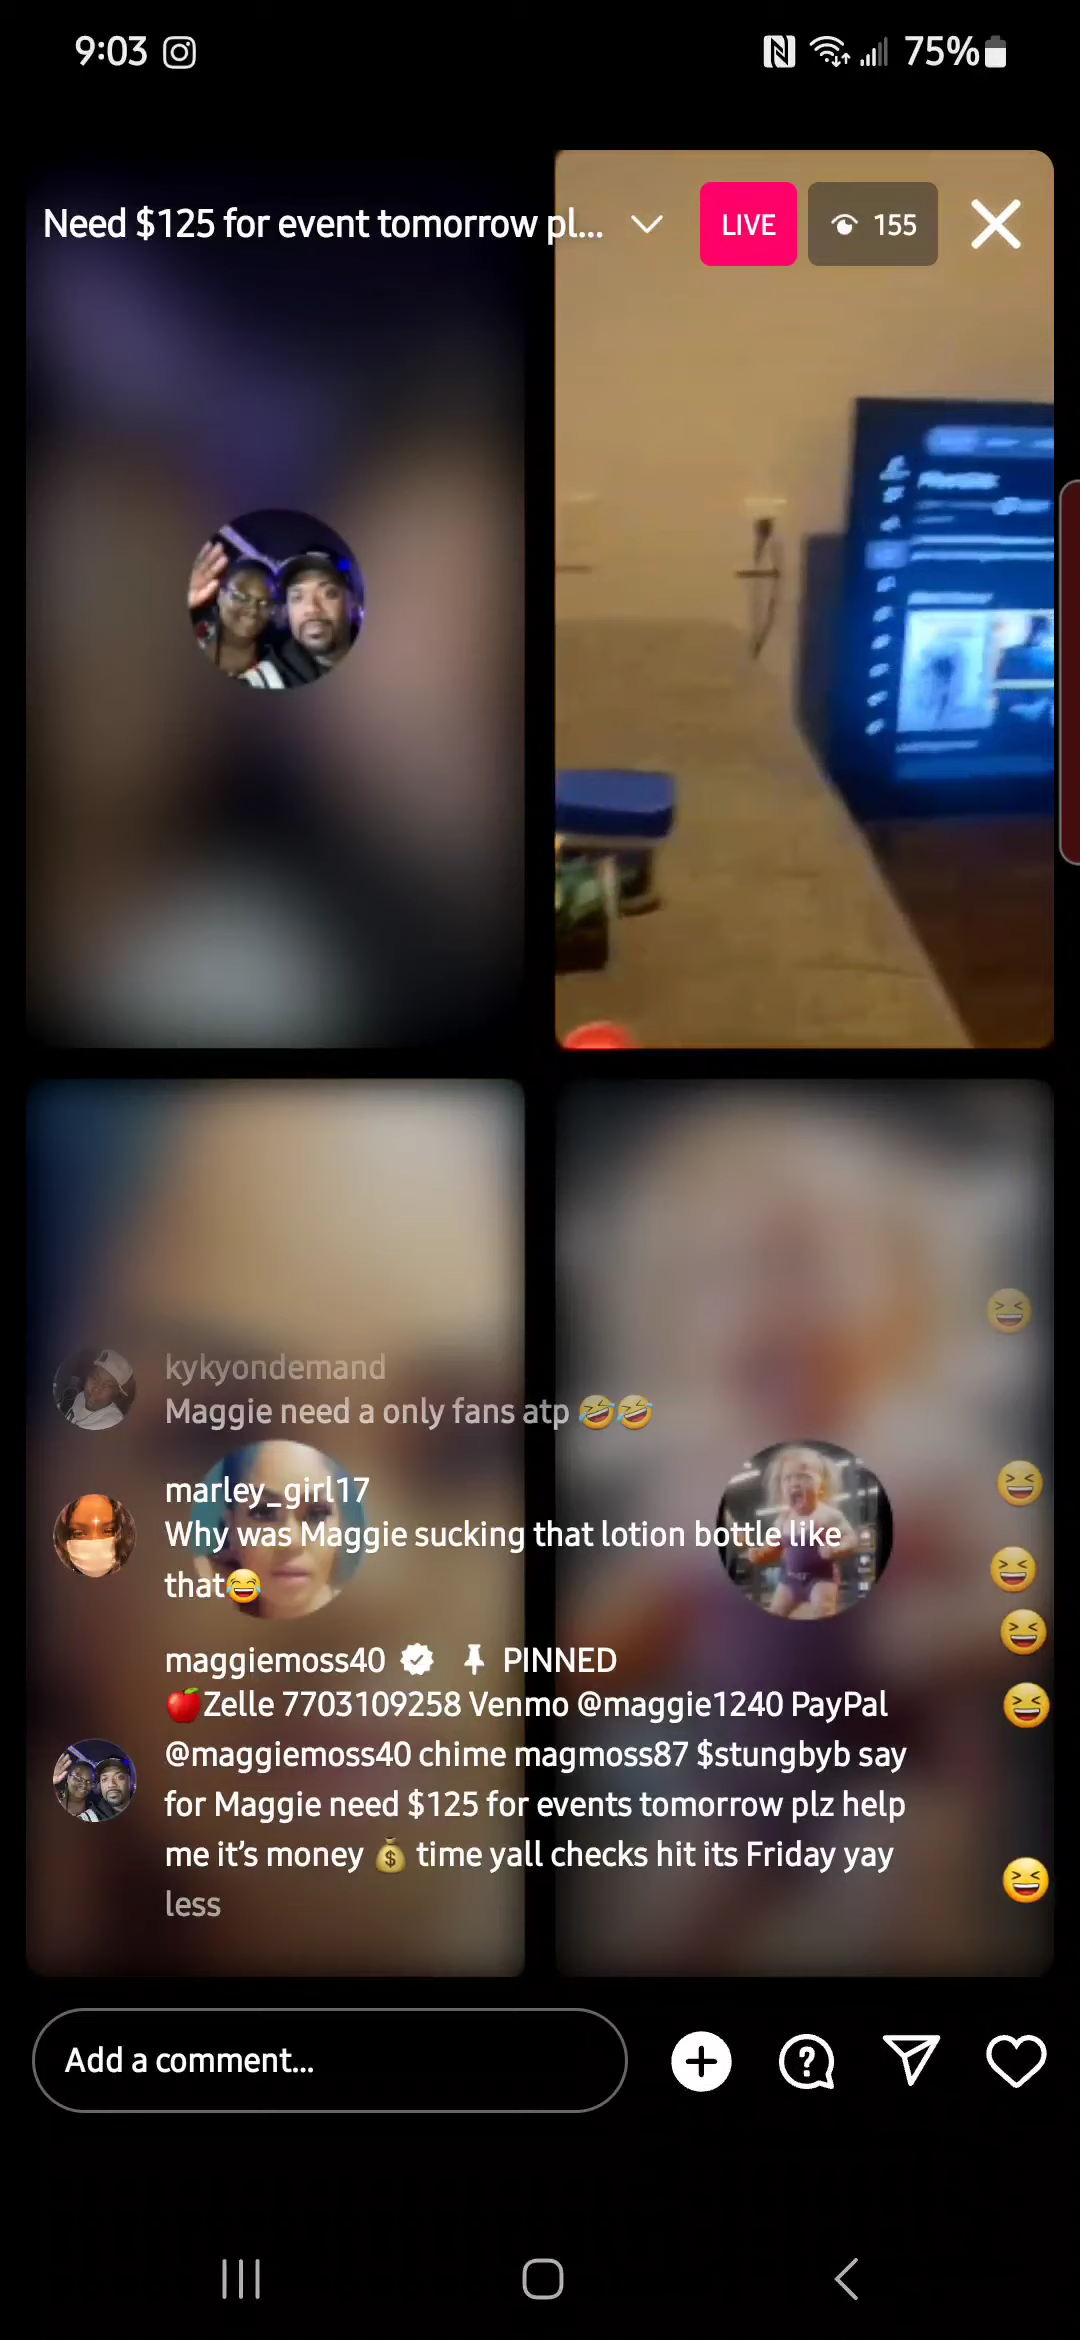 9:03
75%
Need $125 for event tomorrow pl...
LIVE
155
kykyondemand
Maggie need a only fans atp 🤣🤣
marley_girl17
Why was Maggie sucking that lotion bottle like
that😂
maggiemoss40 PINNED
🍎Zelle 7703109258 Venmo @maggie1240 PayPal
@maggiemoss40 chime magmoss87 $stungbyb say
for Maggie need $125 for events tomorrow plz help
me it's money 💰 time yall checks hit its Friday yay
less
Add a comment...